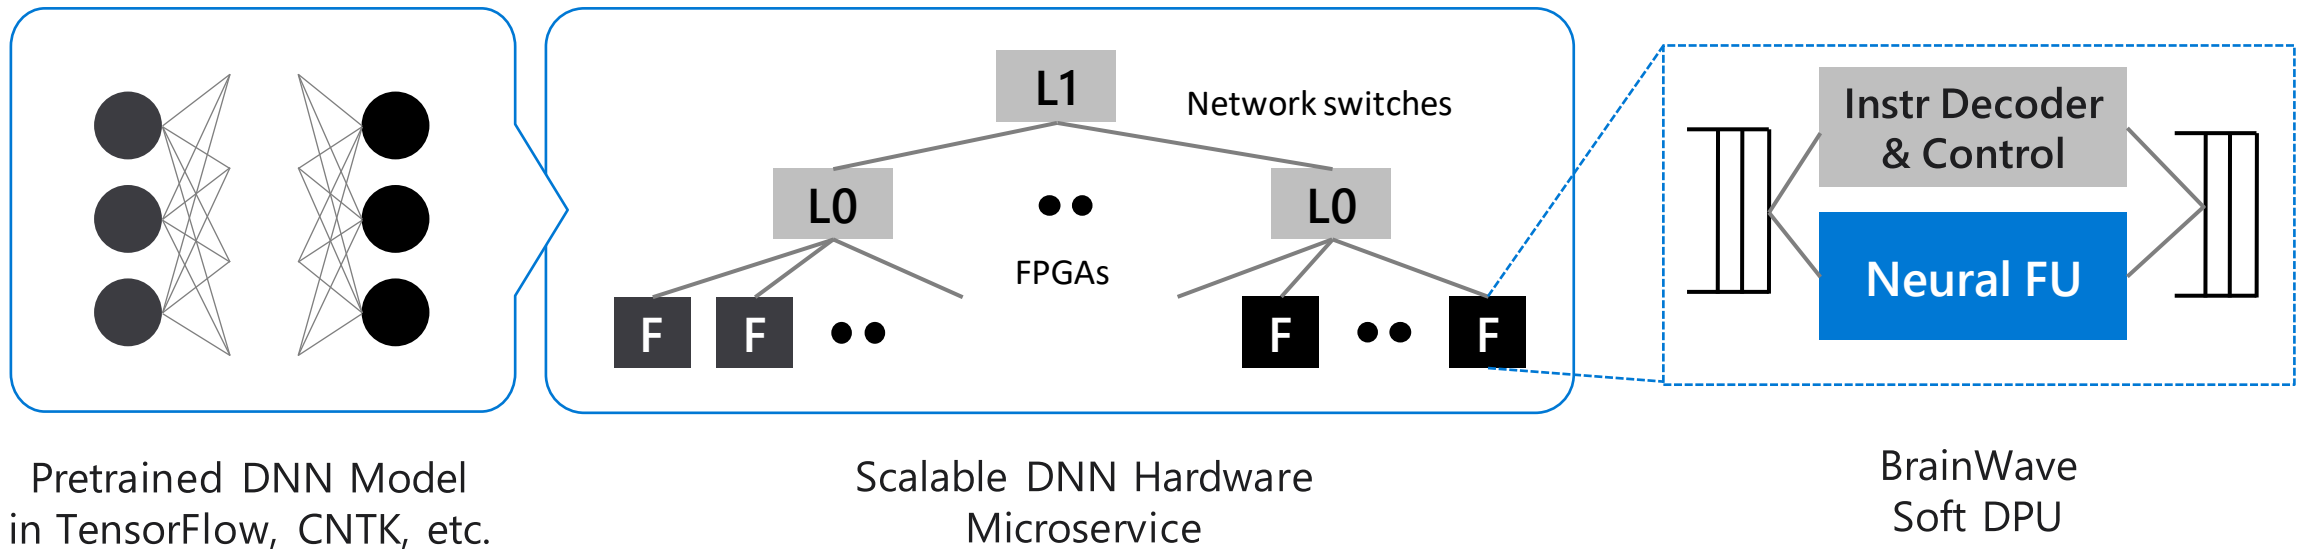 L1
Network switches
L0
L0
FPGAs
F
F
F
F
Instr Decoder
& Control
Neural FU
Pretrained DNN Model
in TensorFlow, CNTK, etc.
Scalable DNN Hardware
Microservice
BrainWave
Soft DPU